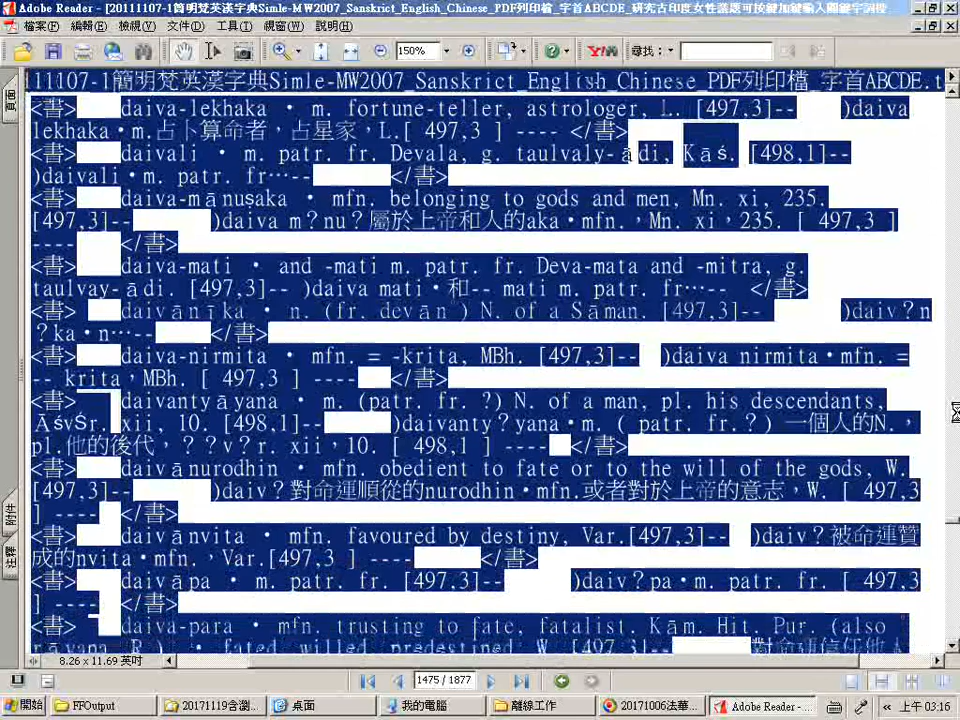 Adobe Reader - [20111107-1簡明梵英漢字典Simle-MW2007_Sanskrict_English_Chinese_PDF列印檔_字首ABCDE_研究古印度女性議題可按鍵加鍵輸入關鍵字詞搜
檔案(F) 編輯(E) 檢視(V) 文件(D) 工具(T) 視窗(W) 說明(H)
150% 尋找:
11107-1簡明梵英漢字典Simle-MW2007_Sanskrict_English_Chinese_PDF列印檔_字首ABCDE.t
<書> daiva-lekhaka • m. fortune-teller, astrologer, L. [497,3]-- )daiva
lekhaka•m.占卜算命者，占星家，L.[ 497,3 ] ---- </書>
<書> daivali • m. patr. fr. Devala, g. taulvaly-ādi, Kāś. [498,1]--
)daivali•m. patr. fr…-- </書>
<書> daiva-mānuṣaka • mfn. belonging to gods and men, Mn. xi, 235.
[497,3]-- )daiva m?nu?屬於上帝和人的aka•mfn.，Mn. xi，235. [ 497,3 ]
---- </書>
<書> daiva-mati • and -mati m. patr. fr. Deva-mata and -mitra, g.
taulvay-ādi. [497,3]-- )daiva mati•和-- mati m. patr. fr…-- </書>
<書> daivānīka • n. (fr. devān˚) N. of a Sāman. [497,3]-- )daiv?n
?ka•n…-- </書>
<書> daiva-nirmita • mfn. = -krita, MBh. [497,3]-- )daiva nirmita•mfn. =
-- krita，MBh. [ 497,3 ] ---- </書>
<書> daivantyāyana • m. (patr. fr. ?) N. of a man, pl. his descendants,
ĀśvŚr. xii, 10. [498,1]-- )daivanty?yana•m. ( patr. fr.?) 一個人的N.，
pl.他的後代，??v?r. xii，10. [ 498,1 ] ---- </書>
<書> daivānurodhin • mfn. obedient to fate or to the will of the gods, W.
[497,3]-- )daiv?對命運順從的nurodhin•mfn.或者對於上帝的意志，W. [ 497,3
] ---- </書>
<書> daivānvita • mfn. favoured by destiny, Var.[497,3]-- )daiv?被命運贊
成的nvita•mfn.，Var.[497,3 ] ---- </書>
<書> daivāpa • m. patr. fr. [497,3]-- )daiv?pa•m. patr. fr. [ 497,3
] ---- </書>
<書> daiva-para • mfn. trusting to fate, fatalist. Kām. Hit. Pur. (also
rāyana, R.) • fated, willed, predestined, W. [497,3]--
8.26 x 11.69 英吋
頁面
附件
注釋
1475 / 1877
開始 FFOutput 桌面 我的電腦 離線工作 20171006法華... Adobe Reader - ... 上午 03:16